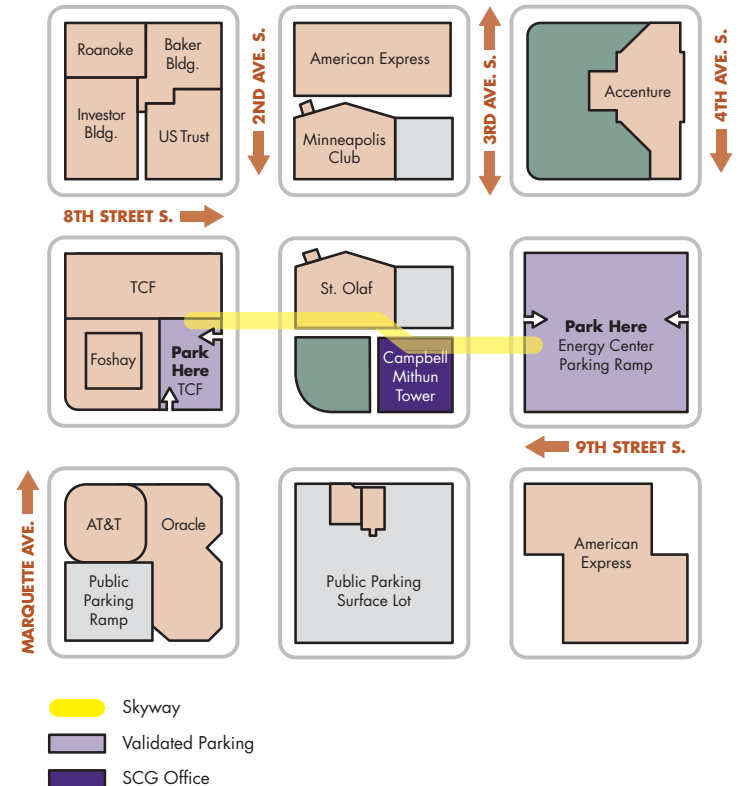 Roanoke
Baker
Bldg.
Investor
Bldg.
US Trust
2ND AVE. S.
American Express
Minneapolis
Club
3RD AVE. S.
Accenture
4TH AVE. S.
8TH STREET S.
TCF
Foshay
Park
Here
TCF
St. Olaf
Campbell
Mithun
Tower
Park Here
Energy Center
Parking Ramp
9TH STREET S.
MARQUETTE AVE.
AT&T
Oracle
Public
Parking
Ramp
Public Parking
Surface Lot
American
Express
Skyway
Validated Parking
SCG Office